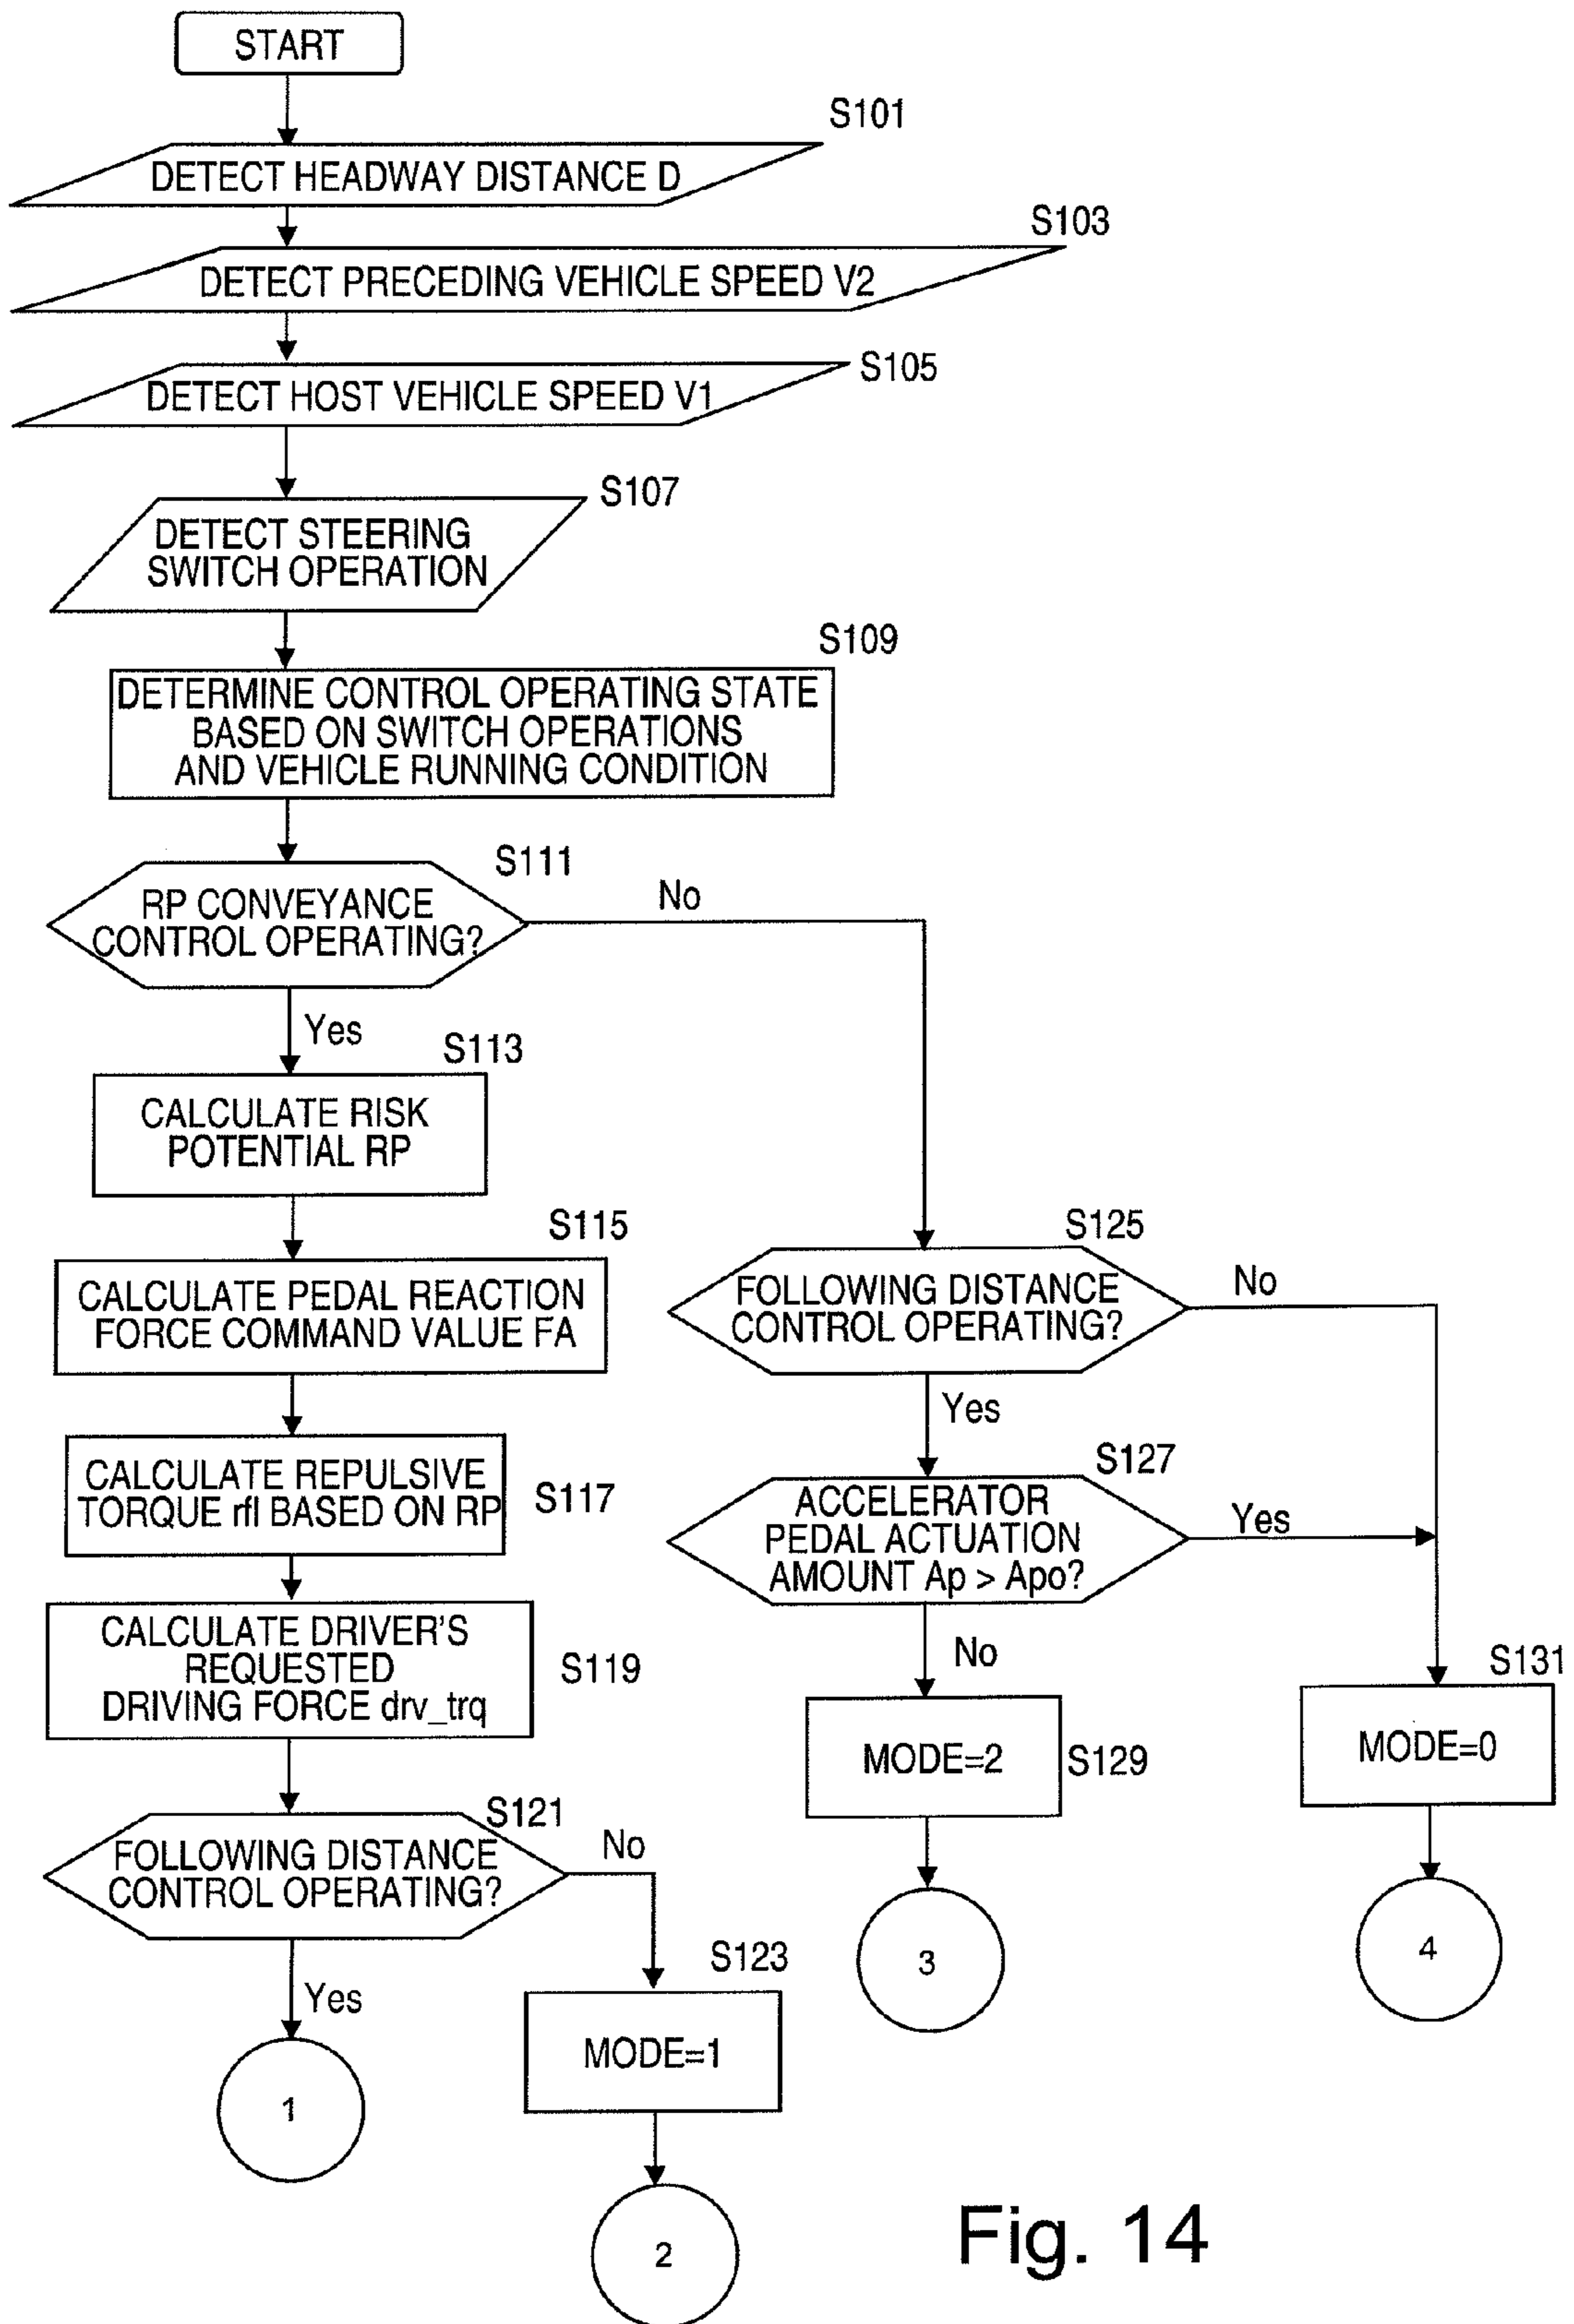 START
S101
DETECT HEADWAY DISTANCE D
S103
DETECT PRECEDING VEHICLE SPEED V2
S105
DETECT HOST VEHICLE SPEED V1
S107
DETECT STEERING
SWITCH OPERATION
S109
DETERMINE CONTROL OPERATING STATE
BASED ON SWITCH OPERATIONS
AND VEHICLE RUNNING CONDITION
S111
RP CONVEYANCE
CONTROL OPERATING?
No
Yes
S113
CALCULATE RISK
POTENTIAL RP
S115
CALCULATE PEDAL REACTION
FORCE COMMAND VALUE FA
S117
CALCULATE REPULSIVE
TORQUE rfl BASED ON RP
S119
CALCULATE DRIVER'S
REQUESTED
DRIVING FORCE drv_trq
S121
FOLLOWING DISTANCE
CONTROL OPERATING?
No
Yes
1
S123
MODE=1
2
S125
FOLLOWING DISTANCE
CONTROL OPERATING?
No
Yes
S127
ACCELERATOR
PEDAL ACTUATION
AMOUNT Ap > Apo?
Yes
No
MODE=2
S129
3
S131
MODE=0
4
Fig. 14